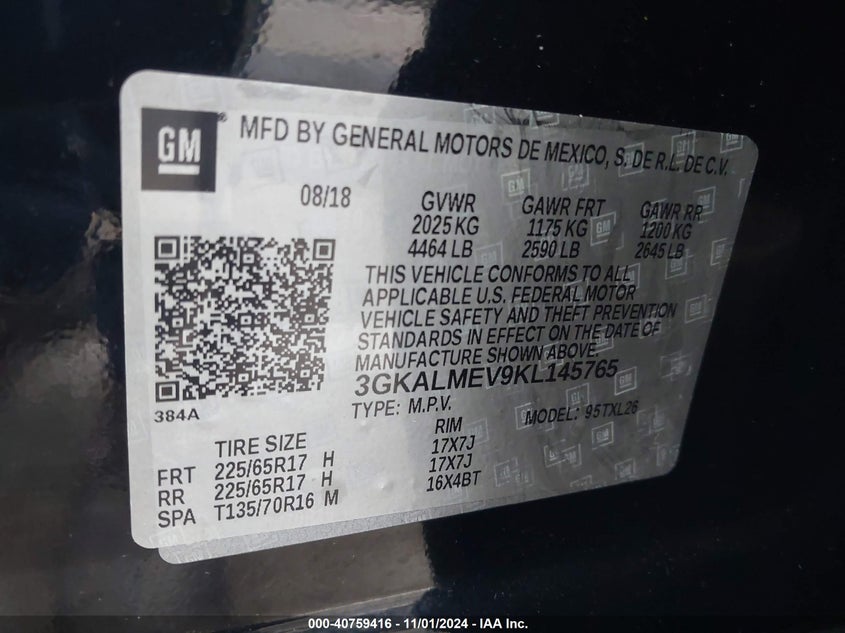 GM ® MFD BY GENERAL MOTORS DE MEXICO, S. DE R.L. DE C.V.
08/18 GVWR GAWR FRT GAWR RR
2025 KG 1175 KG 1200 KG
4464 LB 2590 LB 2645 LB
THIS VEHICLE CONFORMS TO ALL
APPLICABLE U.S. FEDERAL MOTOR
VEHICLE SAFETY AND THEFT PREVENTION
STANDARDS IN EFFECT ON THE DATE OF
MANUFACTURE SHOWN ABOVE.
3GKALMEV9KL145765
384A
TYPE: M.P.V. MODEL: 95TXL26
TIRE SIZE RIM
FRT 225/65R17 H 17X7J
RR 225/65R17 H 17X7J
SPA T135/70R16 M 16X4BT
000-40759416 - 11/01/2024 - IAA Inc.